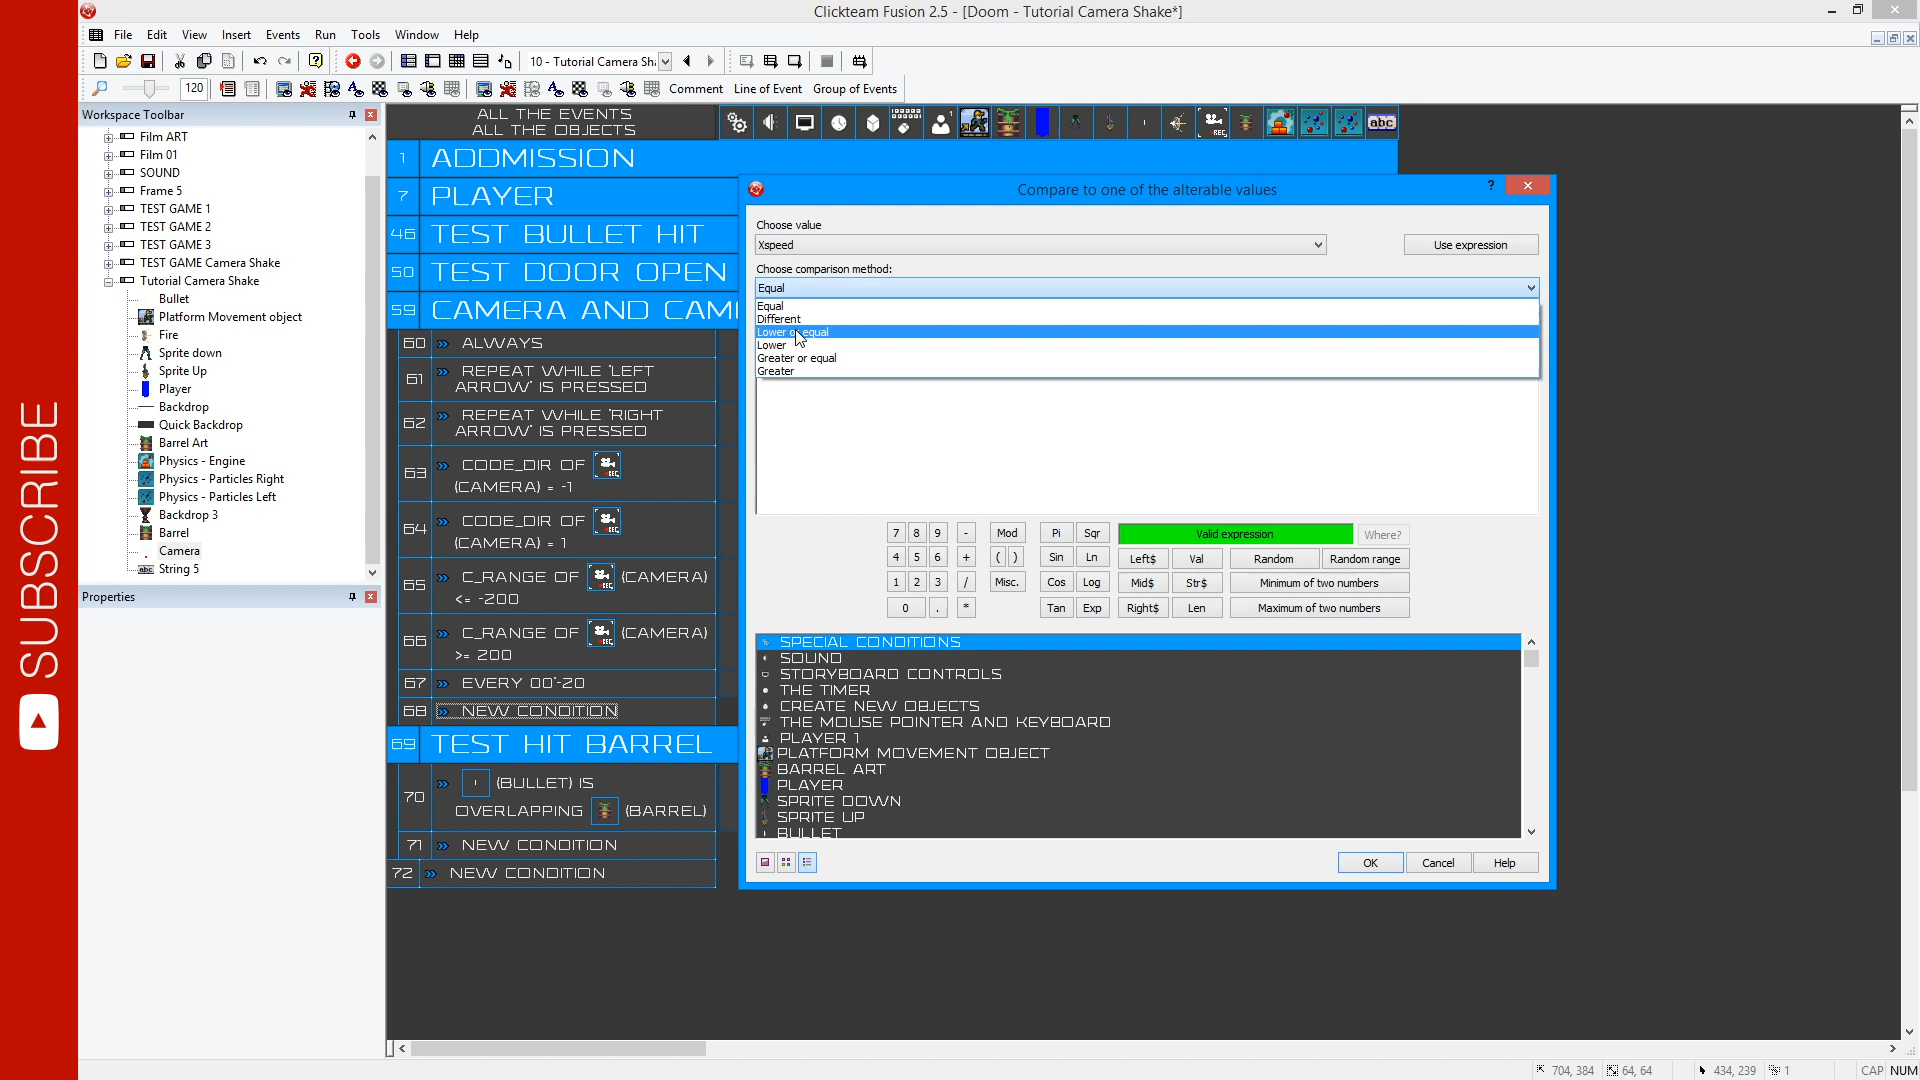 Clickteam Fusion 2.5 - [Doom - Tutorial Camera Shake*]
File Edit View Insert Events Run Tools Window Help
10 - Tutorial Camera Sh
120 Comment Line of Event Group of Events
Workspace Toolbar
Film ART
Film 01
SOUND
Frame 5
TEST GAME 1
TEST GAME 2
TEST GAME 3
TEST GAME Camera Shake
Tutorial Camera Shake
Bullet
Platform Movement object
Fire
Sprite down
Sprite Up
Player
Backdrop
Quick Backdrop
Barrel Art
Physics - Engine
Physics - Particles Right
Physics - Particles Left
Backdrop 3
Barrel
Camera
String 5
Properties
SUBSCRIBE
ALL THE EVENTS
ALL THE OBJECTS
REC
abc
1 ADDMISSION
7 PLAYER
46 TEST BULLET HIT
50 TEST DOOR OPEN
59 CAMERA AND CAM
60 ALWAYS
61 REPEAT WHILE 'LEFT
ARROW' IS PRESSED
62 REPEAT WHILE 'RIGHT
ARROW' IS PRESSED
63 CODE_DIR OF
(CAMERA) = -1
64 CODE_DIR OF
(CAMERA) = 1
65 C_RANGE OF (CAMERA)
<= -200
66 C_RANGE OF (CAMERA)
>= 200
67 EVERY 00'-20
68 NEW CONDITION
69 TEST HIT BARREL
70 (BULLET) IS
OVERLAPPING (BARREL)
71 NEW CONDITION
72 NEW CONDITION
Compare to one of the alterable values
Choose value
Xspeed
Use expression
Choose comparison method:
Equal
Equal
Different
Lower or equal
Lower
Greater or equal
Greater
7 8 9 - Mod Pi Sqr Valid expression Where?
4 5 6 + ( ) Sin Ln Left$ Val Random Random range
1 2 3 / Misc. Cos Log Mid$ Str$ Minimum of two numbers
0 . * Tan Exp Right$ Len Maximum of two numbers
SPECIAL CONDITIONS
SOUND
STORYBOARD CONTROLS
THE TIMER
CREATE NEW OBJECTS
THE MOUSE POINTER AND KEYBOARD
PLAYER 1
PLATFORM MOVEMENT OBJECT
BARREL ART
PLAYER
SPRITE DOWN
SPRITE UP
BULLET
OK Cancel Help
704, 384 64, 64 434, 239 1 CAP NUM